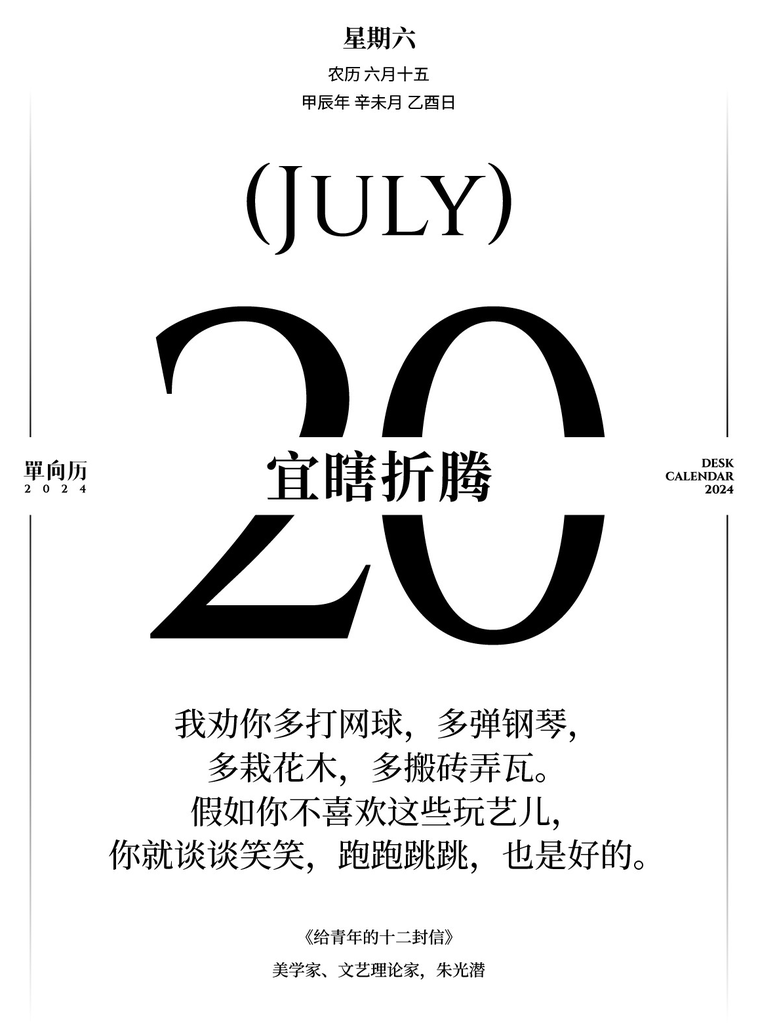 星期六
农历 六月十五
甲辰年 辛未月 乙酉日
(JULY)
20
宜瞎折腾
單向历
2024
DESK
CALENDAR
2024
我劝你多打网球，多弹钢琴，
多栽花木，多搬砖弄瓦。
假如你不喜欢这些玩艺儿，
你就谈谈笑笑，跑跑跳跳，也是好的。
《给青年的十二封信》
美学家、文艺理论家，朱光潜